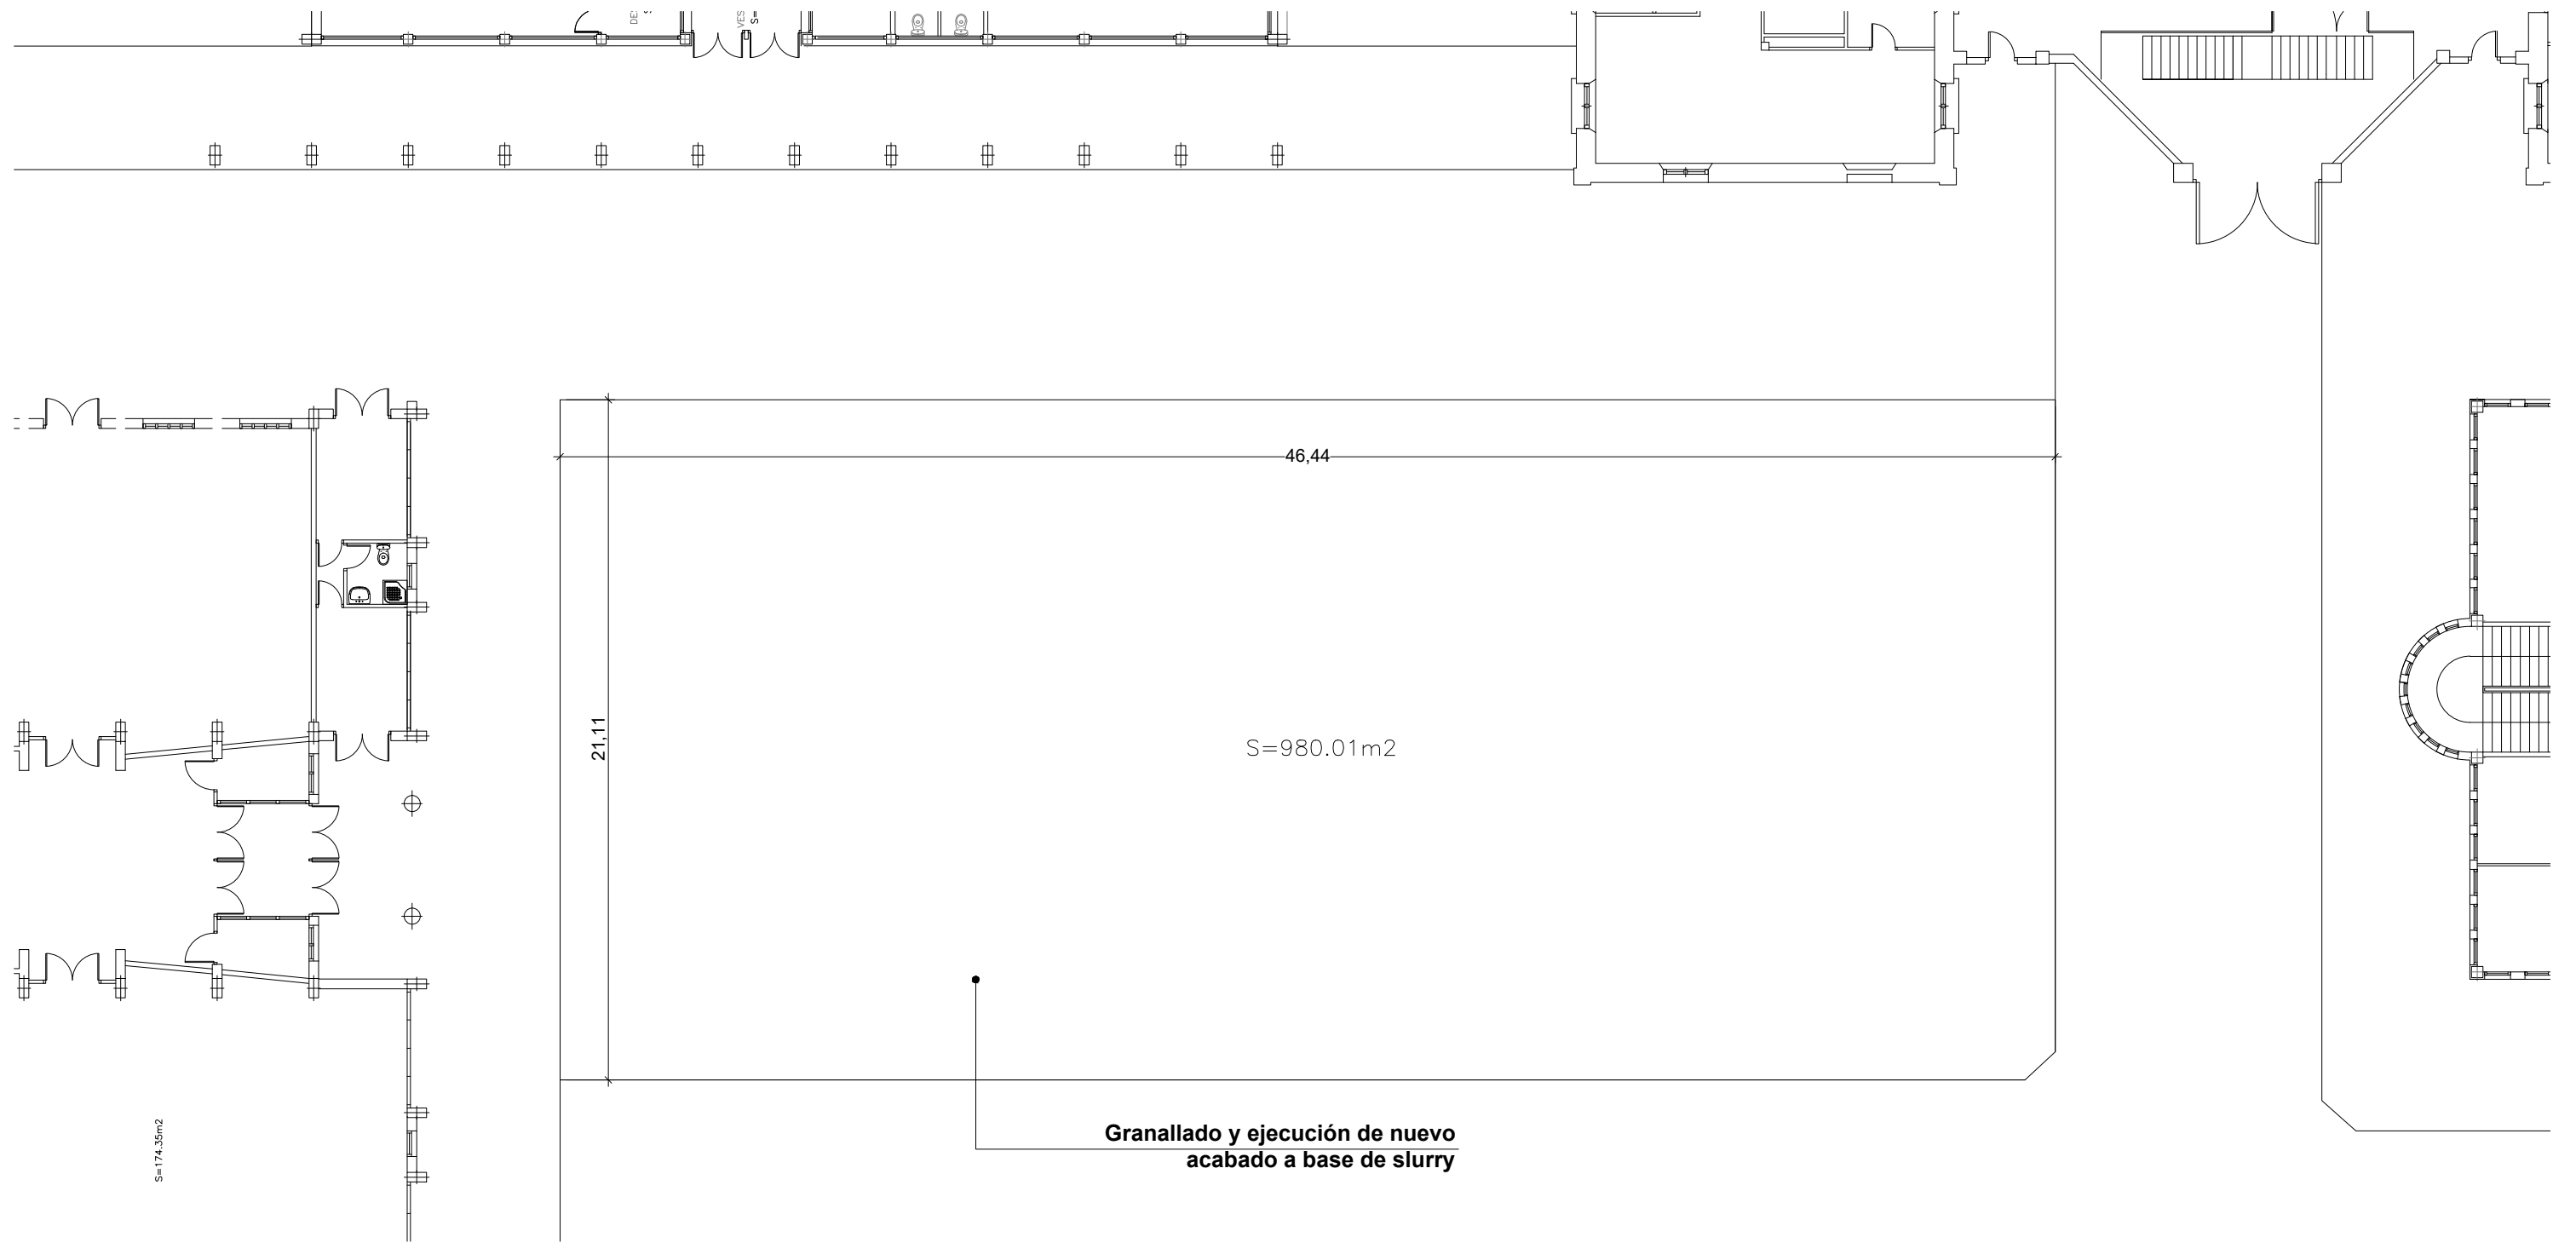 46,44
21,11
S=980.01m2
Granallado y ejecución de nuevo
acabado a base de slurry
S=174.35m2